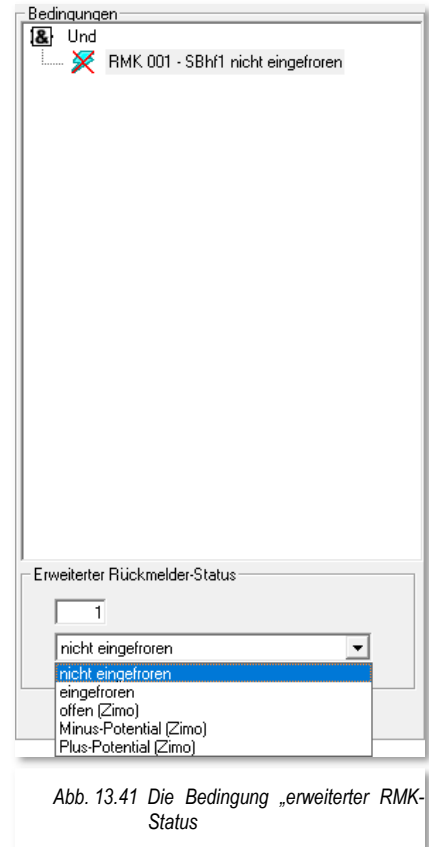 Bedingungen
& Und
RMK 001 - SBhf1 nicht eingefroren
Erweiterter Rückmelder-Status
1
nicht eingefroren
nicht eingefroren
eingefroren
offen (Zimo)
Minus-Potential (Zimo)
Plus-Potential (Zimo)
Abb. 13.41 Die Bedingung „erweiterter RMK-
Status